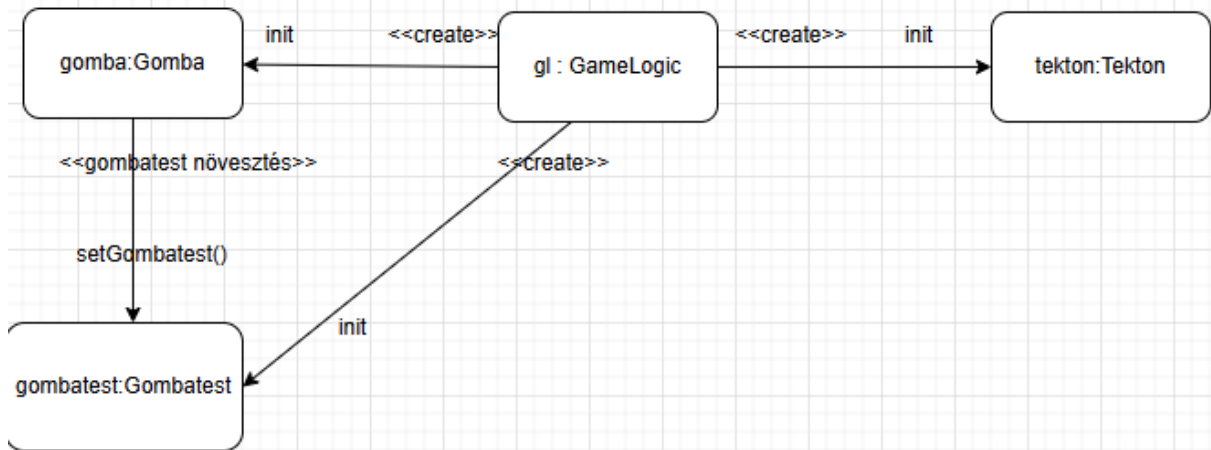 init
<<create>>
<<create>>
init
gomba:Gomba
gl : GameLogic
tekton:Tekton
<<gombatest növesztés>>
<<create>>
setGombatest()
init
gombatest:Gombatest